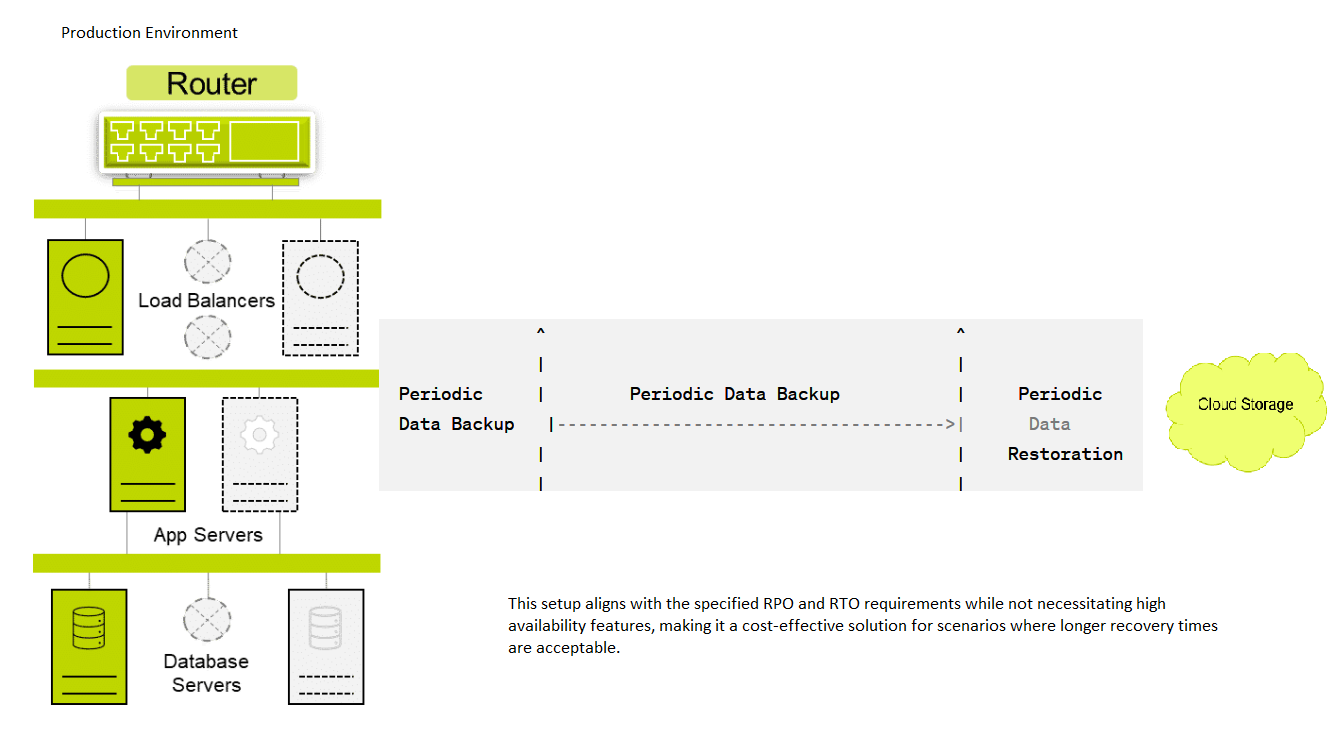 Production Environment
Router
Load Balancers
App Servers
Database
Servers
^ ^
| |
Periodic | Periodic Data Backup | Periodic
Data Backup |------------------------------------->| Data
| | Restoration
| |
Cloud Storage
This setup aligns with the specified RPO and RTO requirements while not necessitating high
availability features, making it a cost-effective solution for scenarios where longer recovery times
are acceptable.